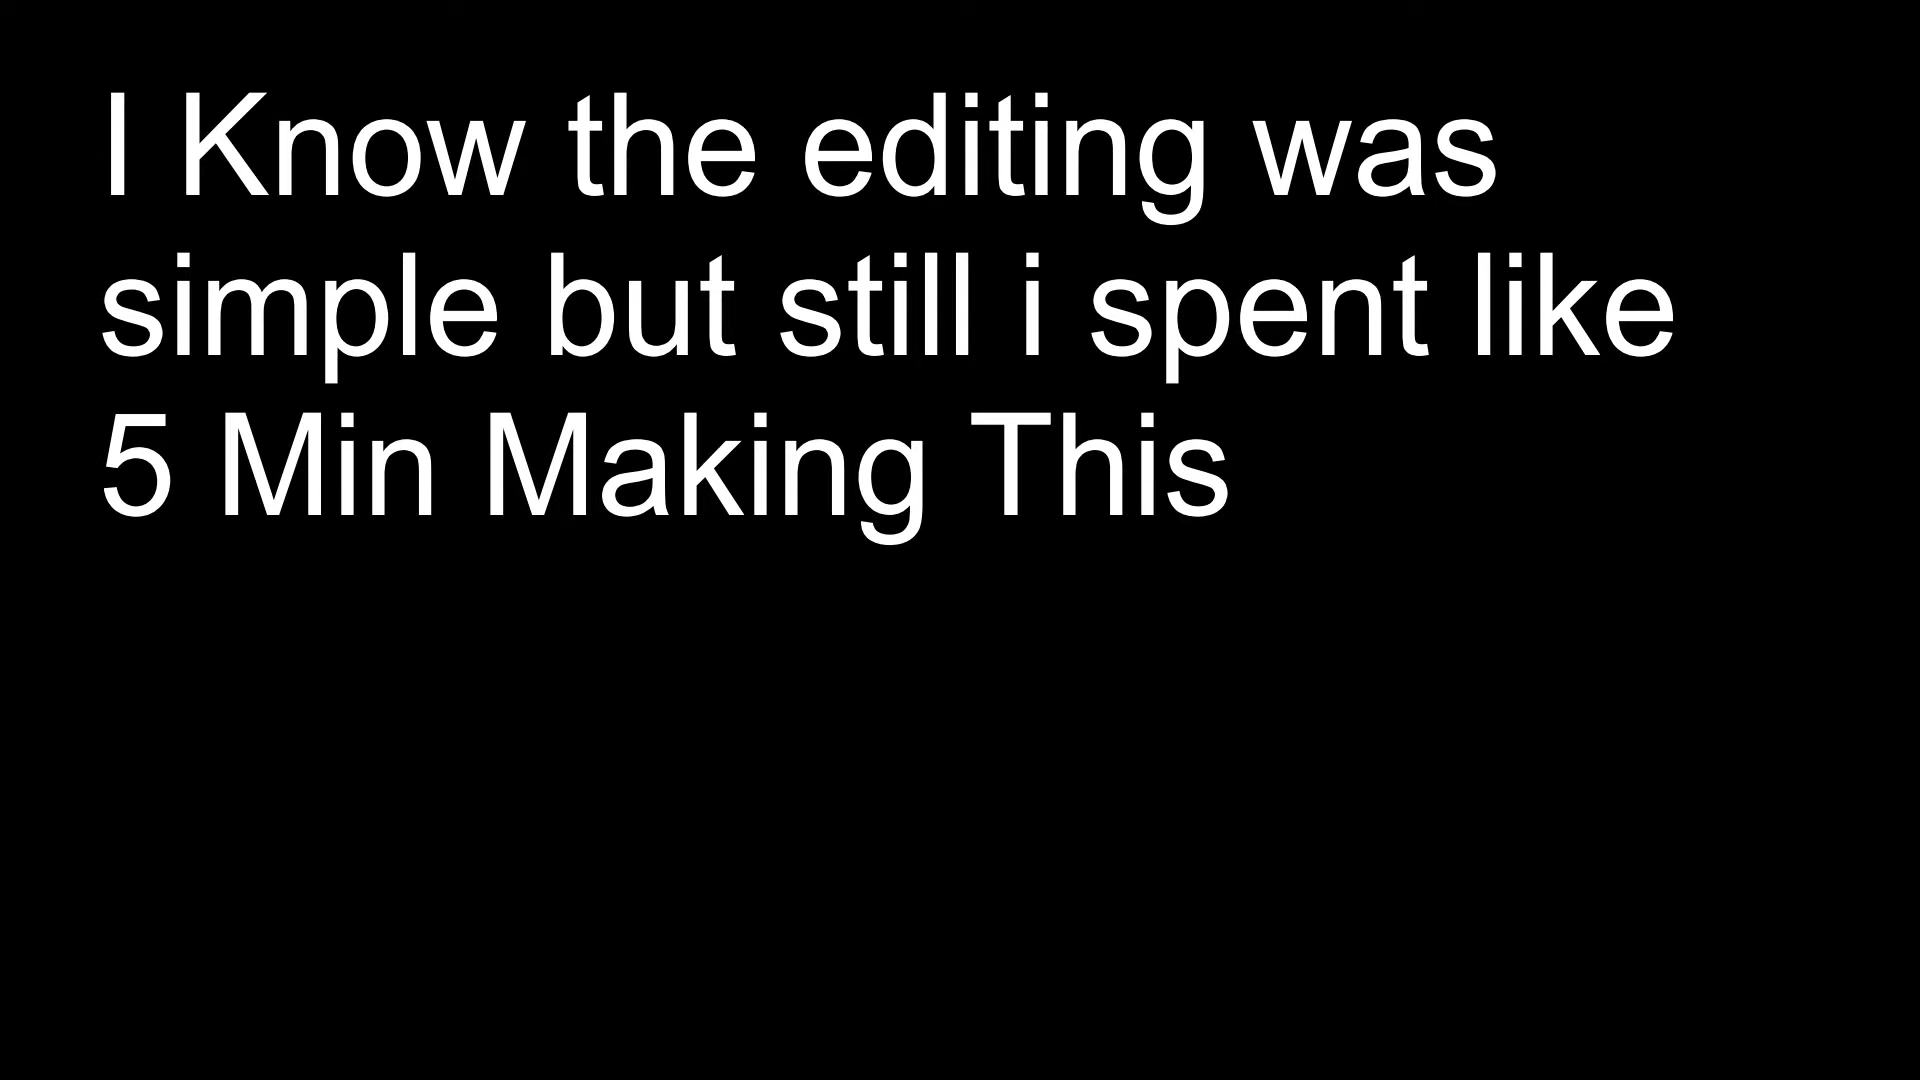 I Know the editing was
simple but still i spent like
5 Min Making This